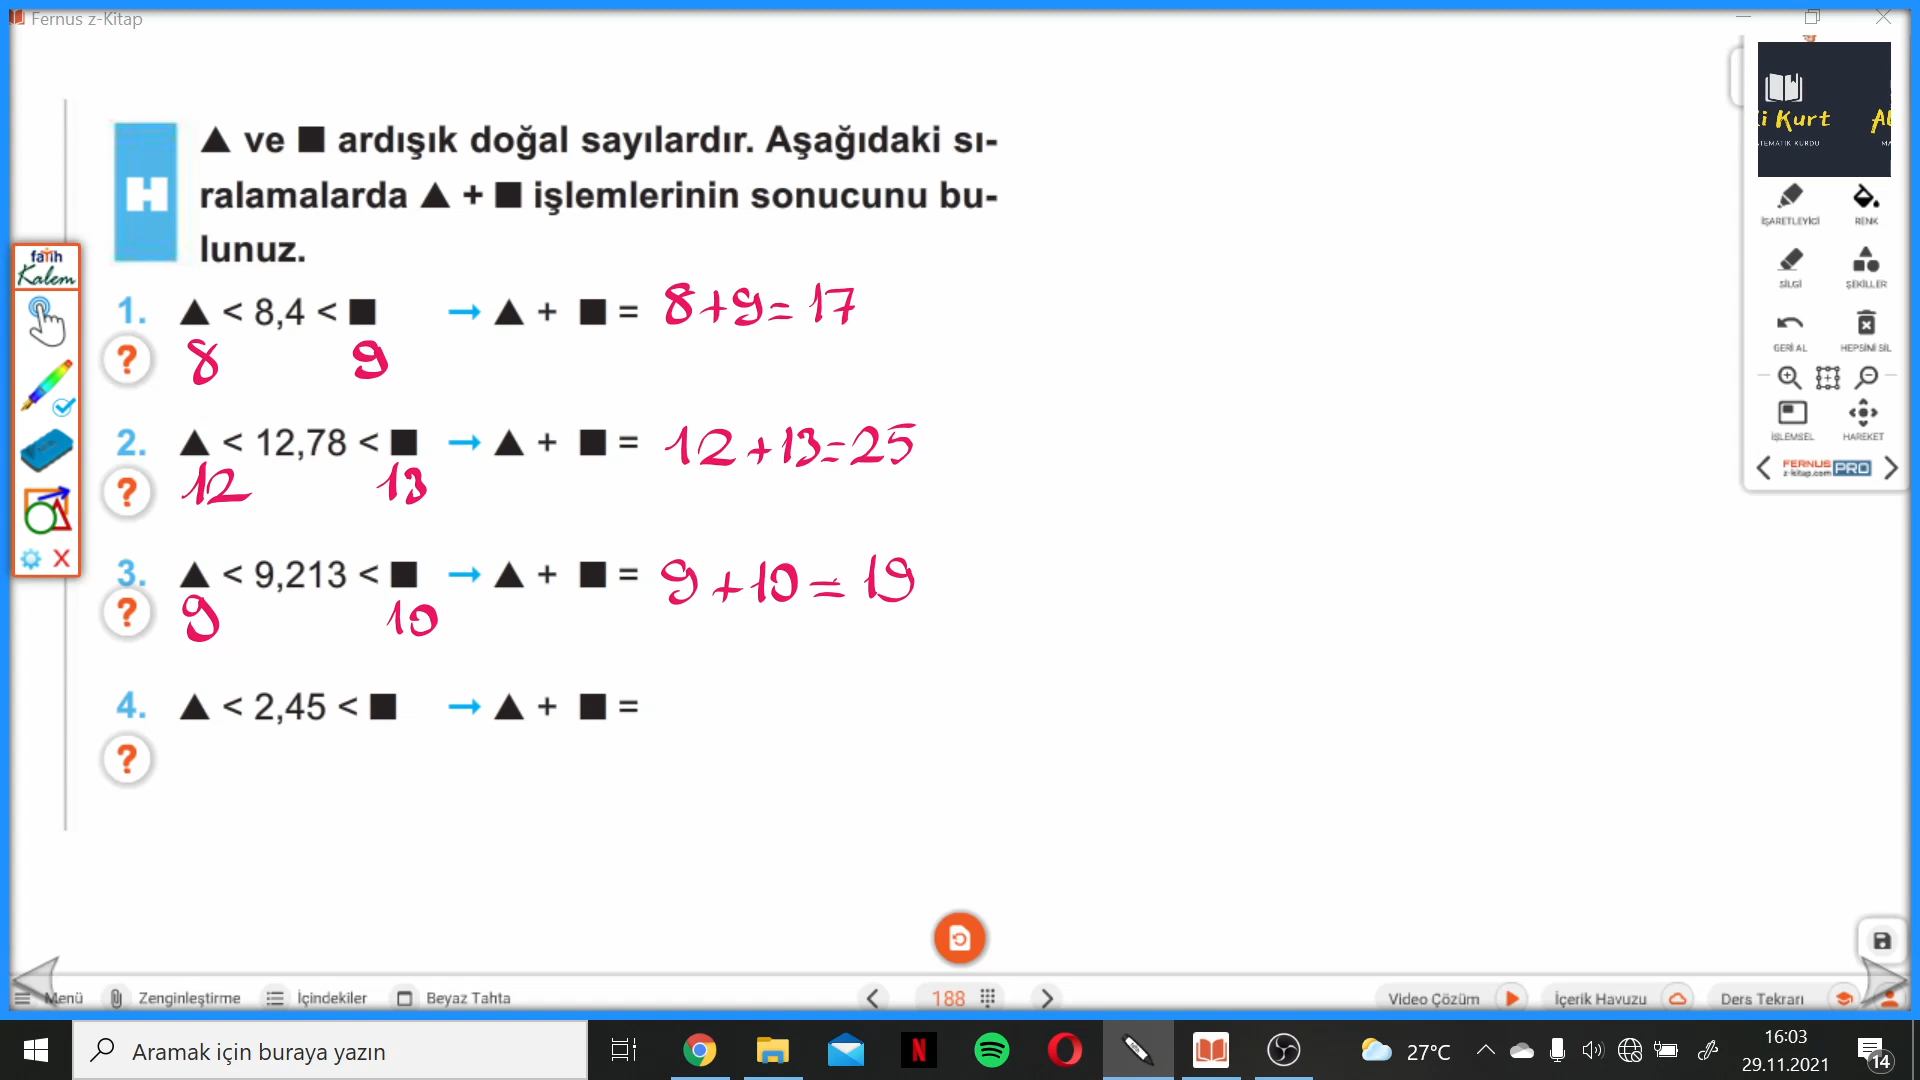 Fernus z-Kitap
▲ ve ■ ardışık doğal sayılardır. Aşağıdaki sı-
ralamalarda ▲ + ■ işlemlerinin sonucunu bu-
lunuz.
H
1. ▲ < 8,4 < ■ → ▲ + ■ = 8+9=17
? 8 9
2. ▲ < 12,78 < ■ → ▲ + ■ = 12+13=25
? 12 13
3. ▲ < 9,213 < ■ → ▲ + ■ = 9+10=19
? 9 10
4. ▲ < 2,45 < ■ → ▲ + ■ =
?
fatih
Kalem
i Kurt
TEMATİK KURDU
İŞARETLEYİCİ RENK
SİLGİ ŞEKİLLER
GERİ AL HEPSİNİ SİL
İŞLEMSEL HAREKET
FERNUS PRO
z-kitap.com
Menü Zenginleştirme İçindekiler Beyaz Tahta
188
Video Çözüm İçerik Havuzu Ders Tekrarı
Aramak için buraya yazın
N
27°C
16:03
29.11.2021
14